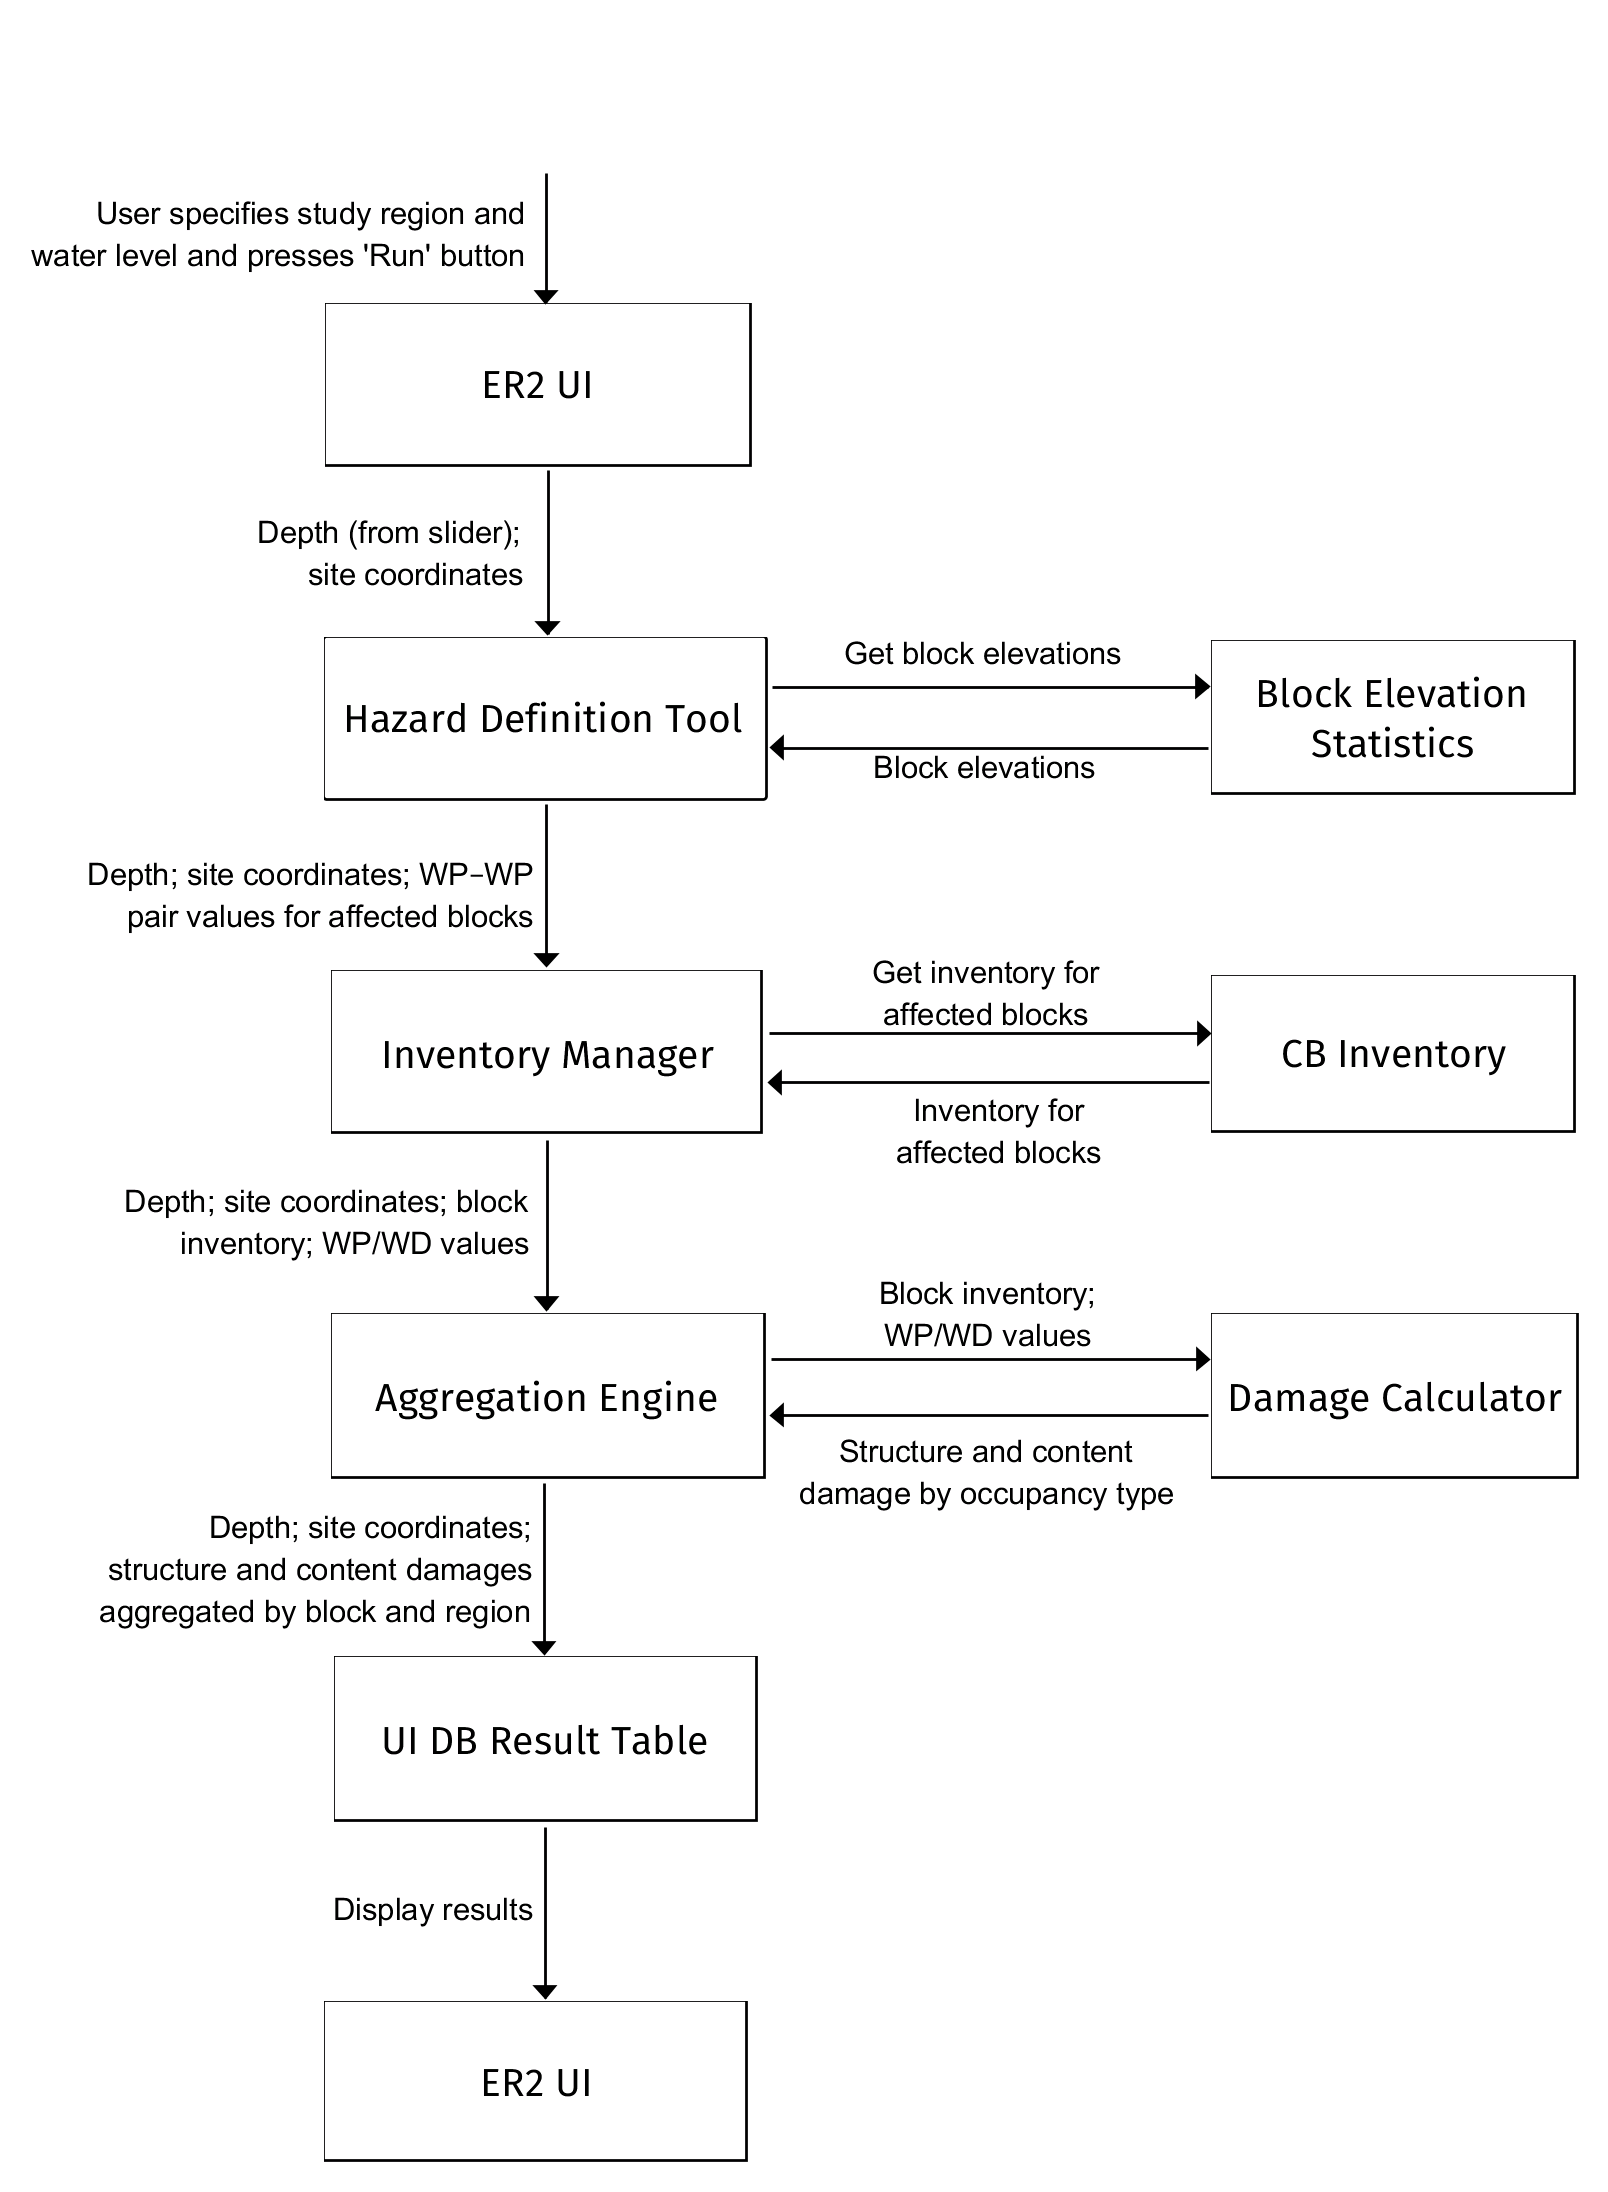 User specifies study region and
water level and presses 'Run' button
ER2 UI
Depth (from slider);
site coordinates
Hazard Definition Tool
Get block elevations
Block elevations
Block Elevation
Statistics
Depth; site coordinates; WP–WP
pair values for affected blocks
Inventory Manager
Get inventory for
affected blocks
Inventory for
affected blocks
CB Inventory
Depth; site coordinates; block
inventory; WP/WD values
Aggregation Engine
Block inventory;
WP/WD values
Structure and content
damage by occupancy type
Damage Calculator
Depth; site coordinates;
structure and content damages
aggregated by block and region
UI DB Result Table
Display results
ER2 UI